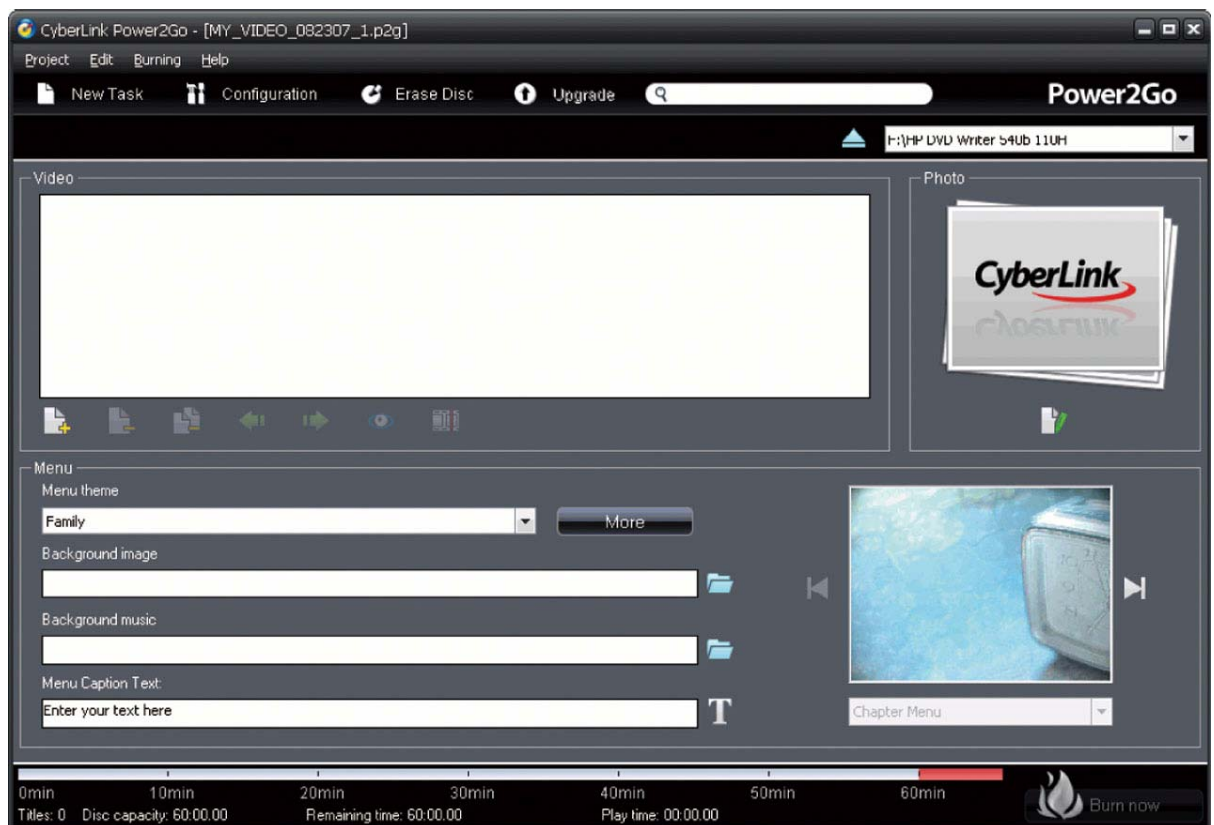 CyberLink Power2Go - [MY_VIDEO_082307_1.p2g]
Project Edit Burning Help
New Task Configuration Erase Disc Upgrade Power2Go
F:\HP DVD Writer 540b 110H
Video
Photo
CyberLink
Menu
Menu theme
Family More
Background image
Background music
Menu Caption Text:
Enter your text here T
Chapter Menu
0min 10min 20min 30min 40min 50min 60min
Burn now
Titles: 0 Disc capacity: 60:00.00 Remaining time: 60:00.00 Play time: 00:00.00